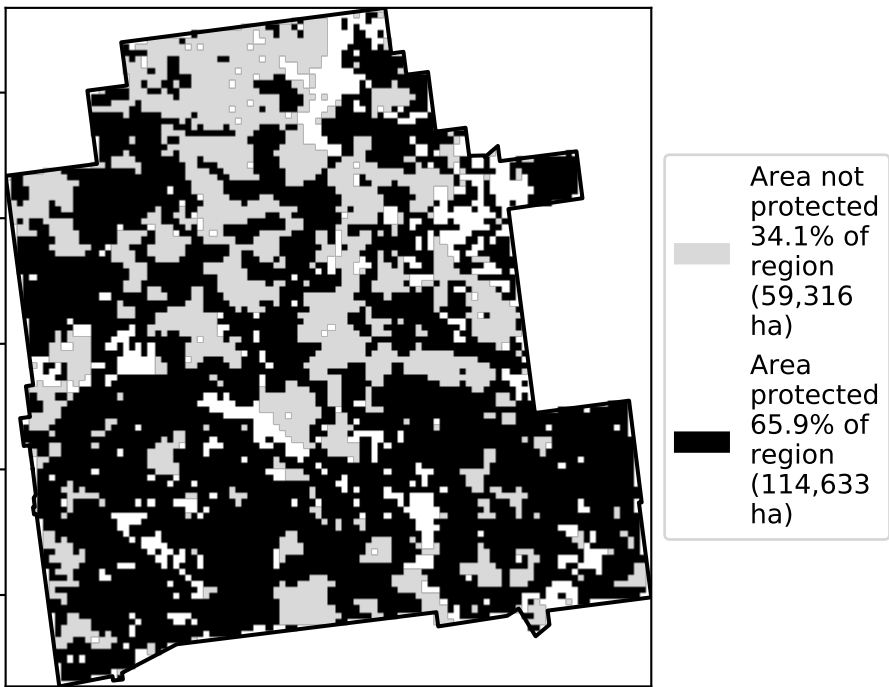 Area not
protected
34.1% of
region
(59,316
ha)
Area
protected
65.9% of
region
(114,633
ha)